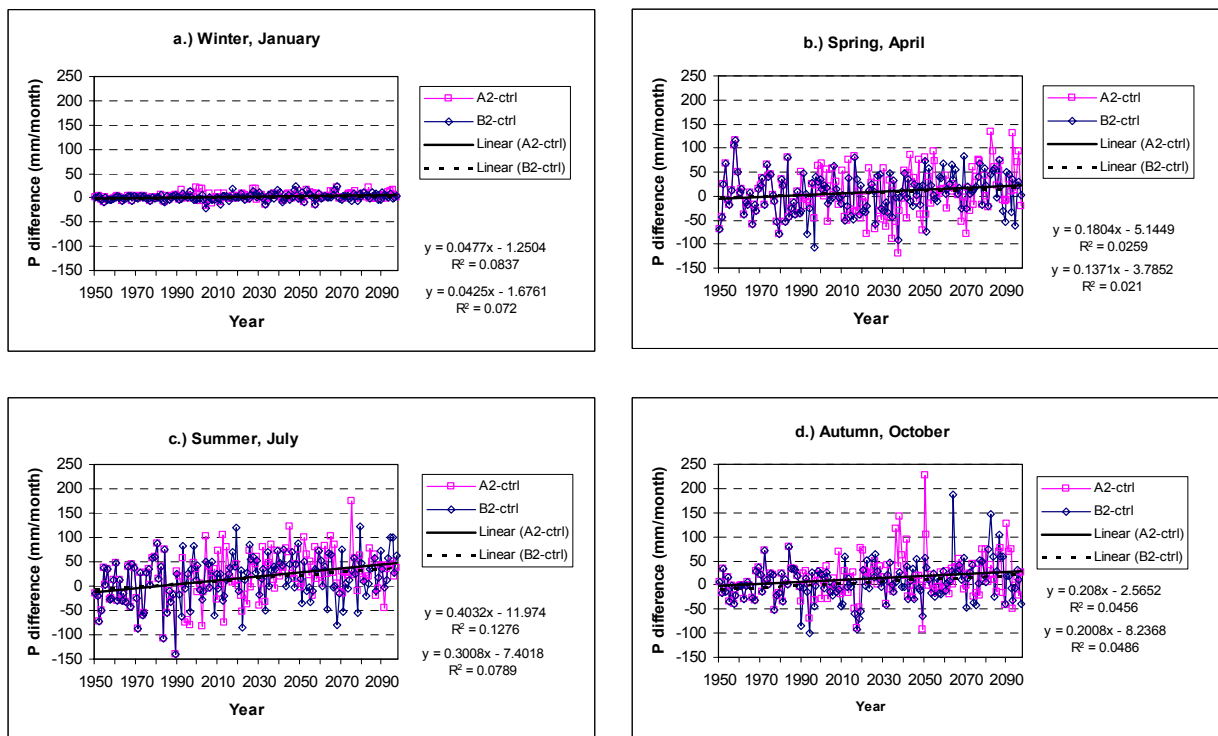 a.) Winter, January
P difference (mm/month)
250
200
150
100
50
0
-50
-100
-150
1950 1970 1990 2010 2030 2050 2070 2090
Year
A2-ctrl
B2-ctrl
Linear (A2-ctrl)
Linear (B2-ctrl)
y = 0.0477x - 1.2504
R² = 0.0837
y = 0.0425x - 1.6761
R² = 0.072
b.) Spring, April
P difference (mm/month)
250
200
150
100
50
0
-50
-100
-150
1950 1970 1990 2010 2030 2050 2070 2090
Year
A2-ctrl
B2-ctrl
Linear (A2-ctrl)
Linear (B2-ctrl)
y = 0.1804x - 5.1449
R² = 0.0259
y = 0.1371x - 3.7852
R² = 0.021
c.) Summer, July
P difference (mm/month)
250
200
150
100
50
0
-50
-100
-150
1950 1970 1990 2010 2030 2050 2070 2090
Year
A2-ctrl
B2-ctrl
Linear (A2-ctrl)
Linear (B2-ctrl)
y = 0.4032x - 11.974
R² = 0.1276
y = 0.3008x - 7.4018
R² = 0.0789
d.) Autumn, October
P difference (mm/month)
250
200
150
100
50
0
-50
-100
-150
1950 1970 1990 2010 2030 2050 2070 2090
Year
A2-ctrl
B2-ctrl
Linear (A2-ctrl)
Linear (B2-ctrl)
y = 0.208x - 2.5652
R² = 0.0456
y = 0.2008x - 8.2368
R² = 0.0486